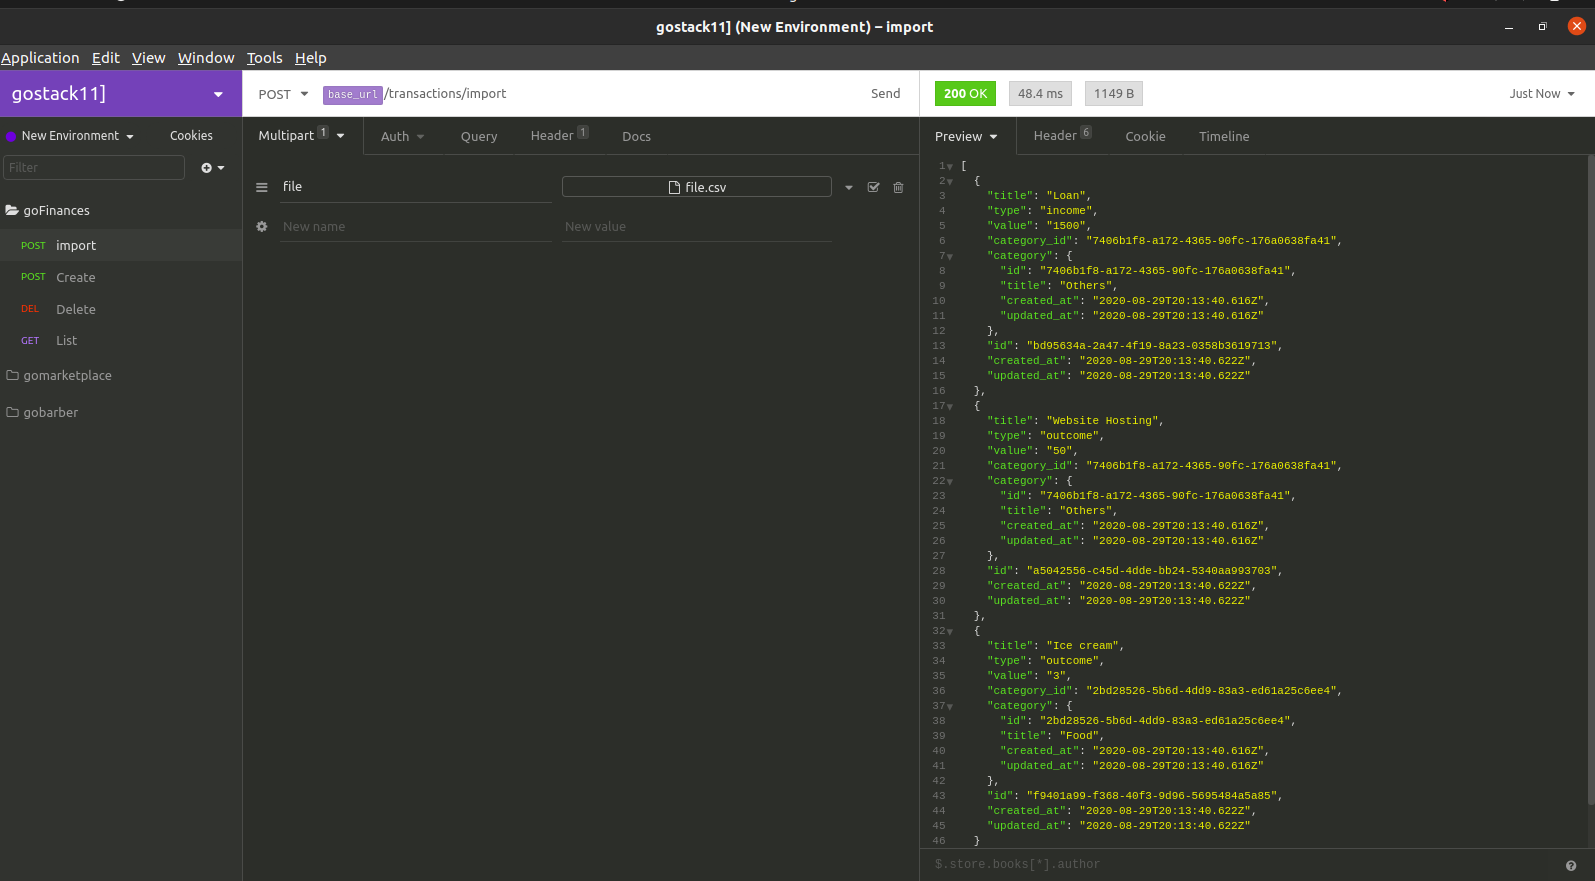 gostack11] (New Environment) – import
Application Edit View Window Tools Help
gostack11]
POST base_url/transactions/import Send
200 OK 48.4 ms 1149 B Just Now
New Environment Cookies
Multipart 1 Auth Query Header 1 Docs
Preview Header 6 Cookie Timeline
Filter
file file.csv
New name New value
goFinances
POST import
POST Create
DEL Delete
GET List
gomarketplace
gobarber
1 [
2 {
3 "title": "Loan",
4 "type": "income",
5 "value": "1500",
6 "category_id": "7406b1f8-a172-4365-90fc-176a0638fa41",
7 "category": {
8 "id": "7406b1f8-a172-4365-90fc-176a0638fa41",
9 "title": "Others",
10 "created_at": "2020-08-29T20:13:40.616Z",
11 "updated_at": "2020-08-29T20:13:40.616Z"
12 },
13 "id": "bd95634a-2a47-4f19-8a23-0358b3619713",
14 "created_at": "2020-08-29T20:13:40.622Z",
15 "updated_at": "2020-08-29T20:13:40.622Z"
16 },
17 {
18 "title": "Website Hosting",
19 "type": "outcome",
20 "value": "50",
21 "category_id": "7406b1f8-a172-4365-90fc-176a0638fa41",
22 "category": {
23 "id": "7406b1f8-a172-4365-90fc-176a0638fa41",
24 "title": "Others",
25 "created_at": "2020-08-29T20:13:40.616Z",
26 "updated_at": "2020-08-29T20:13:40.616Z"
27 },
28 "id": "a5042556-c45d-4dde-bb24-5340aa993703",
29 "created_at": "2020-08-29T20:13:40.622Z",
30 "updated_at": "2020-08-29T20:13:40.622Z"
31 },
32 {
33 "title": "Ice cream",
34 "type": "outcome",
35 "value": "3",
36 "category_id": "2bd28526-5b6d-4dd9-83a3-ed61a25c6ee4",
37 "category": {
38 "id": "2bd28526-5b6d-4dd9-83a3-ed61a25c6ee4",
39 "title": "Food",
40 "created_at": "2020-08-29T20:13:40.616Z",
41 "updated_at": "2020-08-29T20:13:40.616Z"
42 },
43 "id": "f9401a99-f368-40f3-9d96-5695484a5a85",
44 "created_at": "2020-08-29T20:13:40.622Z",
45 "updated_at": "2020-08-29T20:13:40.622Z"
46 }
$.store.books[*].author